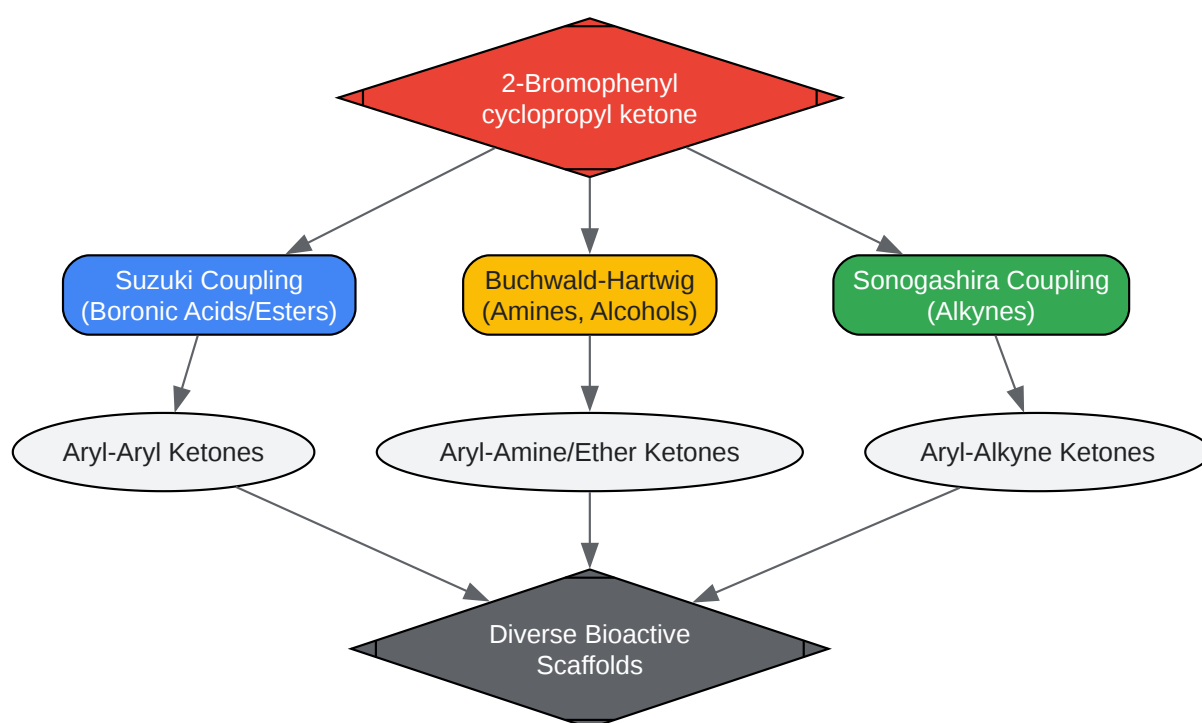 2-Bromophenyl
cyclopropyl ketone
Suzuki Coupling
(Boronic Acids/Esters)
Buchwald-Hartwig
(Amines, Alcohols)
Sonogashira Coupling
(Alkynes)
Aryl-Aryl Ketones
Aryl-Amine/Ether Ketones
Aryl-Alkyne Ketones
Diverse Bioactive
Scaffolds